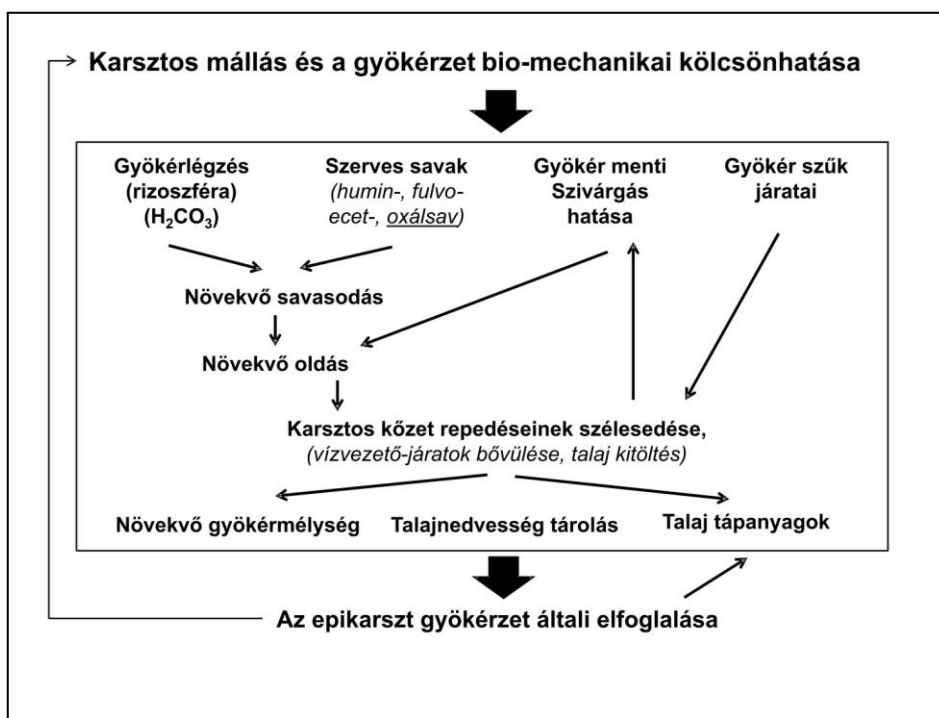 Karsztos mállás és a gyökérzet bio-mechanikai kölcsönhatása
Gyökérlégzés
(rizoszféra)
(H₂CO₃)
Szerves savak
(humin-, fulvo-
ecet-, oxálsav)
Gyökér menti
Szivárgás
hatása
Gyökér szűk
járatai
Növekvő savasodás
Növekvő oldás
Karsztos kőzet repedéseinek szélesedése,
(vízvezető-járatok bővülése, talaj kitöltés)
Növekvő gyökérmélység
Talajnedvesség tárolás
Talaj tápanyagok
Az epikarszt gyökérzet általi elfoglalása